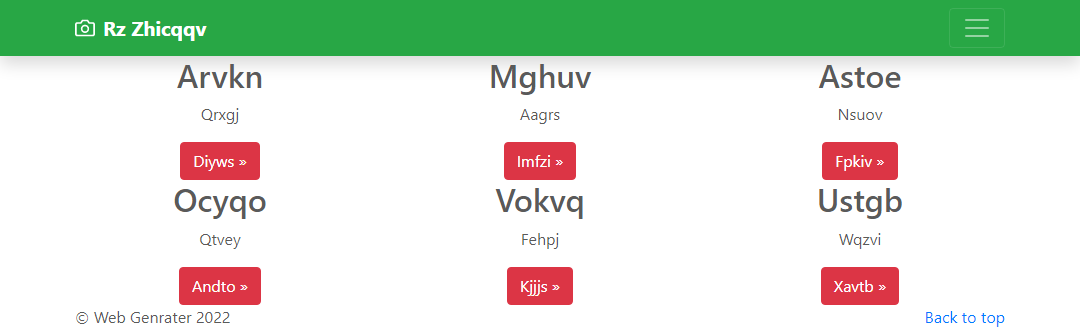 Rz Zhicqqv
Arvkn
Qrxgj
Diyws »
Mghuv
Aagrs
Imfzi »
Astoe
Nsuov
Fpkiv »
Ocyqo
Qtvey
Andto »
Vokvq
Fehpj
Kjjjs »
Ustgb
Wqzvi
Xavtb »
© Web Genrater 2022
Back to top